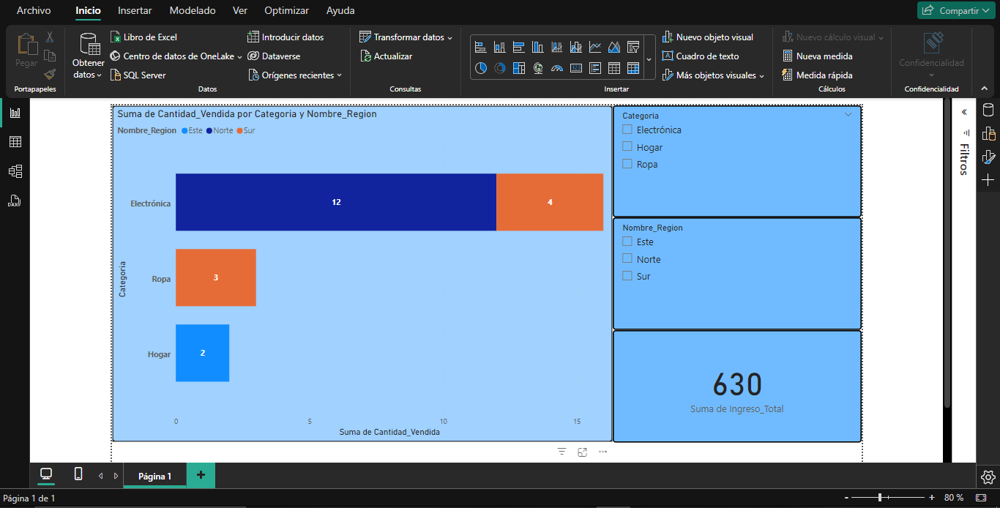 Archivo Inicio Insertar Modelado Ver Optimizar Ayuda Compartir
Pegar
Portapapeles
Obtener datos
Libro de Excel
Centro de datos de OneLake
SQL Server
Introducir datos
Dataverse
Orígenes recientes
Datos
Transformar datos
Actualizar
Consultas
Nuevo objeto visual
Cuadro de texto
Más objetos visuales
Insertar
Nuevo cálculo visual
Nueva medida
Medida rápida
Cálculos
Confidencialidad
Confidencialidad
DAX
Suma de Cantidad_Vendida por Categoria y Nombre_Region
Nombre_Region Este Norte Sur
Categoria
Electrónica 12 4
Ropa 3
Hogar 2
0 5 10 15
Suma de Cantidad_Vendida
Categoria
Electrónica
Hogar
Ropa
Nombre_Region
Este
Norte
Sur
630
Suma de Ingreso_Total
Filtros
Página 1
Página 1 de 1
- + 80 %